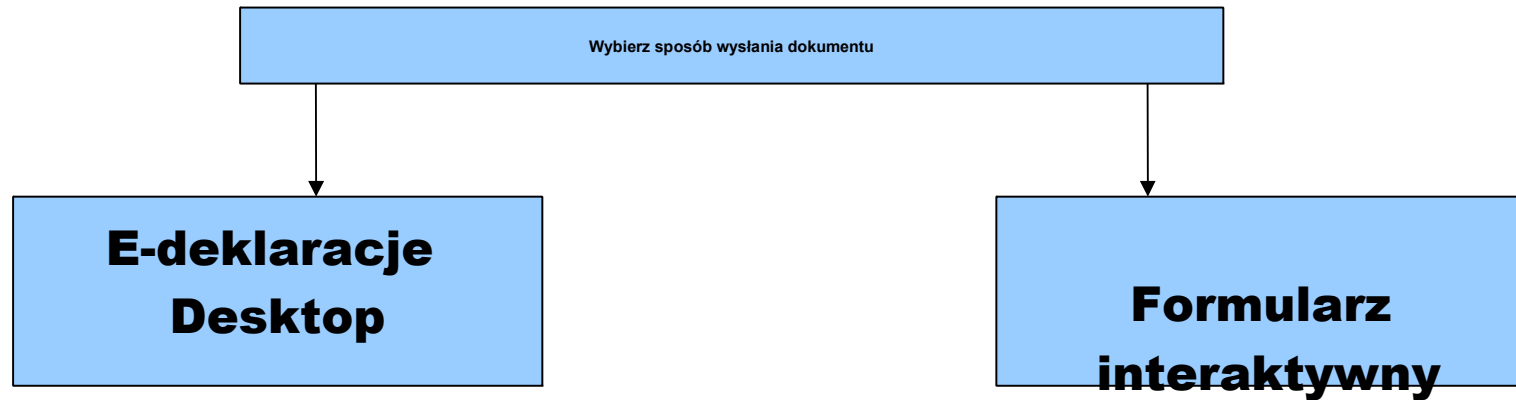 Wybierz sposób wysłania dokumentu
E-deklaracje
Desktop
Formularz
interaktywny